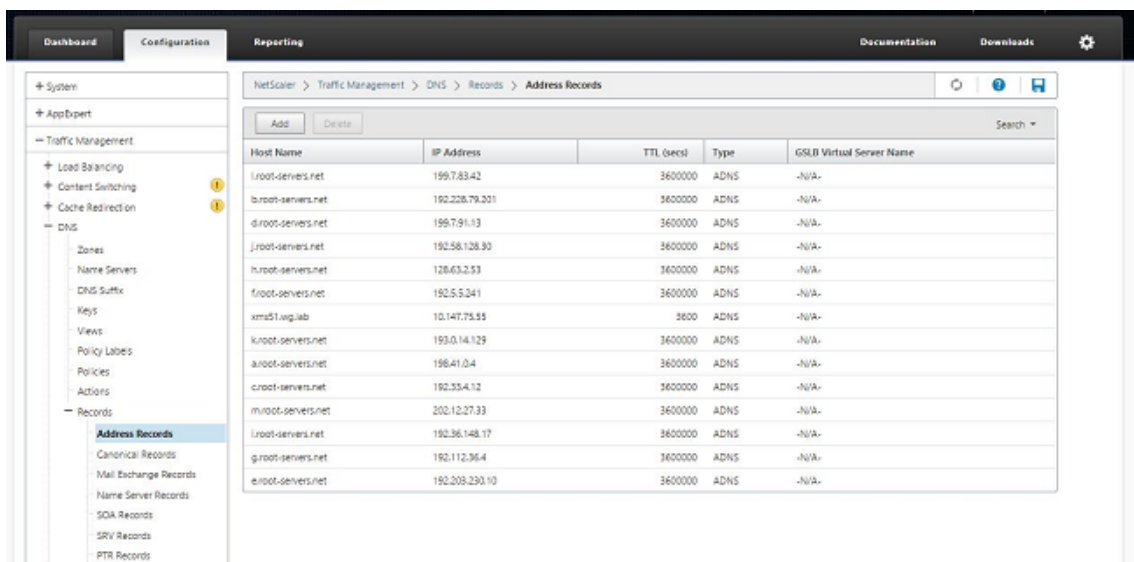 Dashboard Configuration Reporting Documentation Downloads
+ System
NetScaler > Traffic Management > DNS > Records > Address Records
+ AppExpert
Add Delete Search
− Traffic Management
Host Name IP Address TTL (secs) Type GSLB Virtual Server Name
+ Load Balancing
l.root-servers.net 199.7.83.42 3600000 ADNS -N/A-
+ Content Switching
b.root-servers.net 192.228.79.201 3600000 ADNS -N/A-
+ Cache Redirection
d.root-servers.net 199.7.91.13 3600000 ADNS -N/A-
− DNS
j.root-servers.net 192.58.128.30 3600000 ADNS -N/A-
Zones
h.root-servers.net 128.63.2.53 3600000 ADNS -N/A-
Name Servers
f.root-servers.net 192.5.5.241 3600000 ADNS -N/A-
DNS Suffix
Keys
xms51.wg.lab 10.147.75.55 3600 ADNS -N/A-
Views
k.root-servers.net 193.0.14.129 3600000 ADNS -N/A-
Policy Labels
a.root-servers.net 198.41.0.4 3600000 ADNS -N/A-
Policies
c.root-servers.net 192.33.4.12 3600000 ADNS -N/A-
Actions
m.root-servers.net 202.12.27.33 3600000 ADNS -N/A-
− Records
Address Records
i.root-servers.net 192.36.148.17 3600000 ADNS -N/A-
Canonical Records
g.root-servers.net 192.112.36.4 3600000 ADNS -N/A-
Mail Exchange Records
e.root-servers.net 192.203.230.10 3600000 ADNS -N/A-
Name Server Records
SOA Records
SRV Records
PTR Records